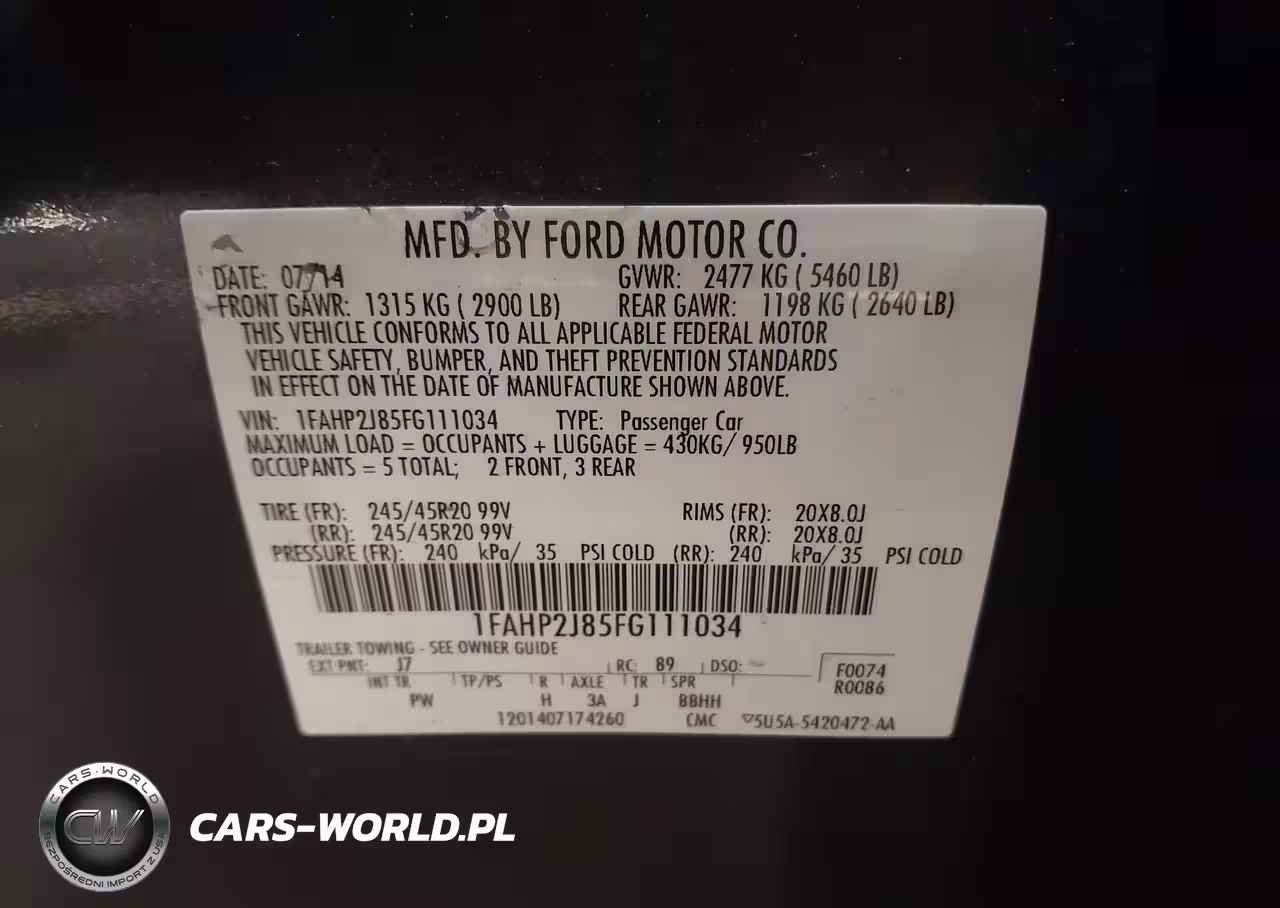 MFD. BY FORD MOTOR CO.
DATE: 07/14 GVWR: 2477 KG ( 5460 LB)
FRONT GAWR: 1315 KG ( 2900 LB) REAR GAWR: 1198 KG ( 2640 LB)
THIS VEHICLE CONFORMS TO ALL APPLICABLE FEDERAL MOTOR
VEHICLE SAFETY, BUMPER, AND THEFT PREVENTION STANDARDS
IN EFFECT ON THE DATE OF MANUFACTURE SHOWN ABOVE.
VIN: 1FAHP2J85FG111034 TYPE: Passenger Car
MAXIMUM LOAD = OCCUPANTS + LUGGAGE = 430KG/ 950LB
OCCUPANTS = 5 TOTAL; 2 FRONT, 3 REAR
TIRE (FR): 245/45R20 99V RIMS (FR): 20X8.0J
(RR): 245/45R20 99V (RR): 20X8.0J
PRESSURE (FR): 240 kPa/ 35 PSI COLD (RR): 240 kPa/ 35 PSI COLD
1FAHP2J85FG111034
TRAILER TOWING - SEE OWNER GUIDE
EXT PNT: J7 RC: 89 DSO: F0074
INT TR TP/PS R AXLE TR SPR R0086
PW H 3A J BBHH
1201407174260 CMC 5U5A-5420472-AA
CARS-WORLD
CW
BEZPOŚREDNI IMPORT Z USA
CARS-WORLD.PL